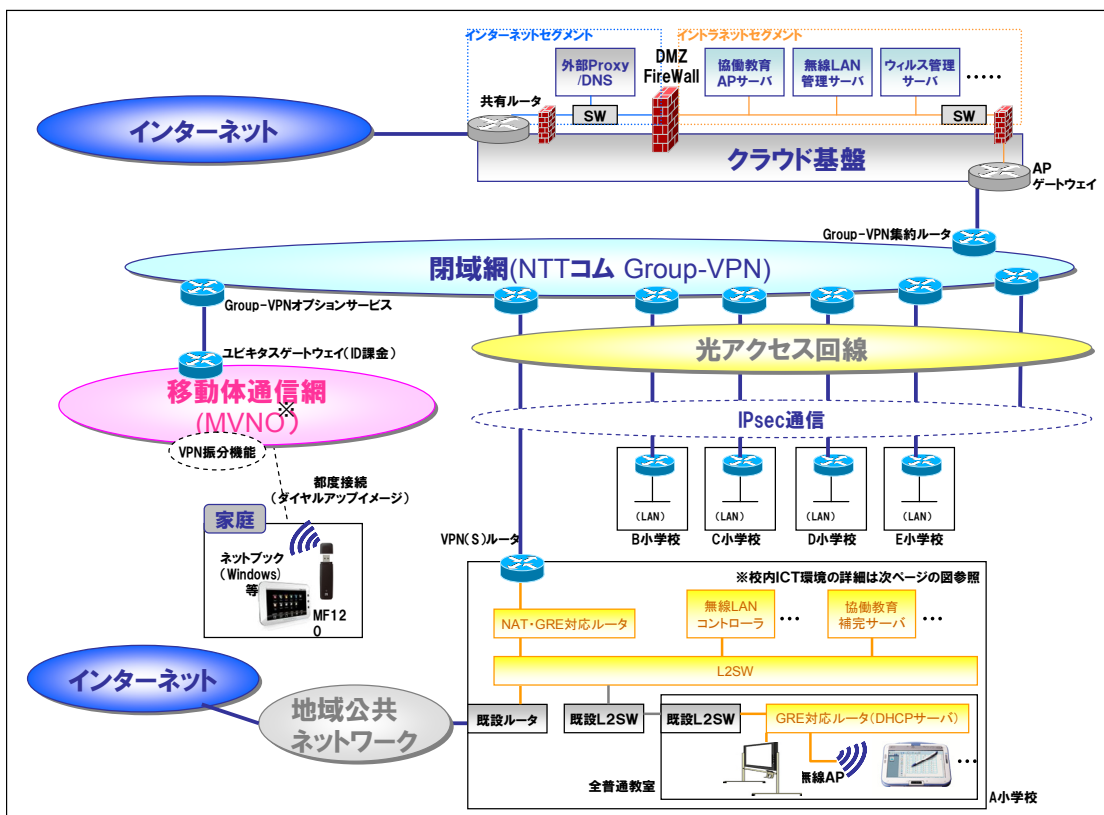 インターネットセグメント
イントラネットセグメント
外部Proxy
/DNS
DMZ
FireWall
協働教育
APサーバ
無線LAN
管理サーバ
ウィルス管理
サーバ
•••••
共有ルータ
SW
SW
インターネット
クラウド基盤
AP
ゲートウェイ
Group-VPN集約ルータ
閉域網(NTTコム Group-VPN)
Group-VPNオプションサービス
ユビキタスゲートウェイ(ID課金)
光アクセス回線
移動体通信網
(MVNO)
※
IPsec通信
VPN振分機能
都度接続
(ダイヤルアップイメージ)
家庭
ネットブック
(Windows)
等
MF12
0
(LAN)
(LAN)
(LAN)
(LAN)
B小学校
C小学校
D小学校
E小学校
VPN(S)ルータ
※校内ICT環境の詳細は次ページの図参照
NAT・GRE対応ルータ
無線LAN
コントローラ
•••
協働教育
補完サーバ
•••
L2SW
インターネット
地域公共
ネットワーク
既設ルータ
既設L2SW
既設L2SW
GRE対応ルータ(DHCPサーバ)
無線AP
•••
全普通教室
A小学校